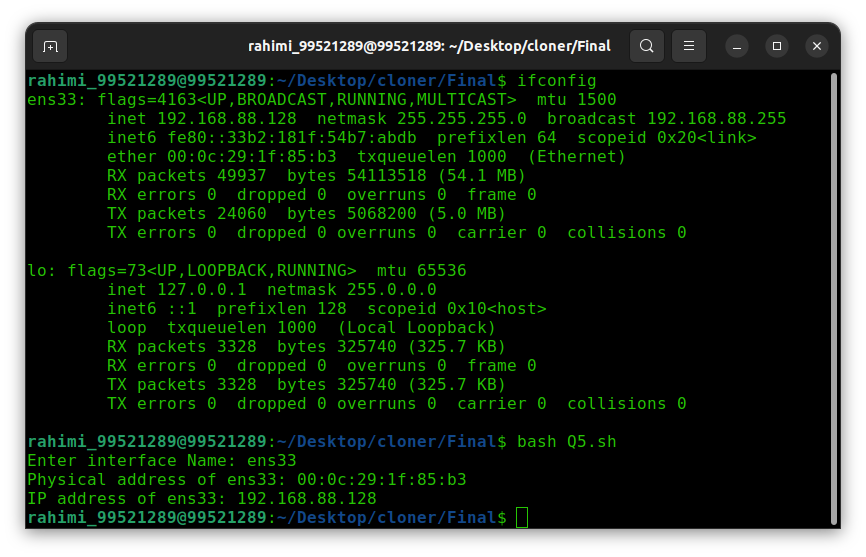 rahimi_99521289@99521289: ~/Desktop/cloner/Final
rahimi_99521289@99521289:~/Desktop/cloner/Final$ ifconfig
ens33: flags=4163<UP,BROADCAST,RUNNING,MULTICAST>  mtu 1500
        inet 192.168.88.128  netmask 255.255.255.0  broadcast 192.168.88.255
        inet6 fe80::33b2:181f:54b7:abdb  prefixlen 64  scopeid 0x20<link>
        ether 00:0c:29:1f:85:b3  txqueuelen 1000  (Ethernet)
        RX packets 49937  bytes 54113518 (54.1 MB)
        RX errors 0  dropped 0  overruns 0  frame 0
        TX packets 24060  bytes 5068200 (5.0 MB)
        TX errors 0  dropped 0 overruns 0  carrier 0  collisions 0

lo: flags=73<UP,LOOPBACK,RUNNING>  mtu 65536
        inet 127.0.0.1  netmask 255.0.0.0
        inet6 ::1  prefixlen 128  scopeid 0x10<host>
        loop  txqueuelen 1000  (Local Loopback)
        RX packets 3328  bytes 325740 (325.7 KB)
        RX errors 0  dropped 0  overruns 0  frame 0
        TX packets 3328  bytes 325740 (325.7 KB)
        TX errors 0  dropped 0 overruns 0  carrier 0  collisions 0

rahimi_99521289@99521289:~/Desktop/cloner/Final$ bash Q5.sh
Enter interface Name: ens33
Physical address of ens33: 00:0c:29:1f:85:b3
IP address of ens33: 192.168.88.128
rahimi_99521289@99521289:~/Desktop/cloner/Final$